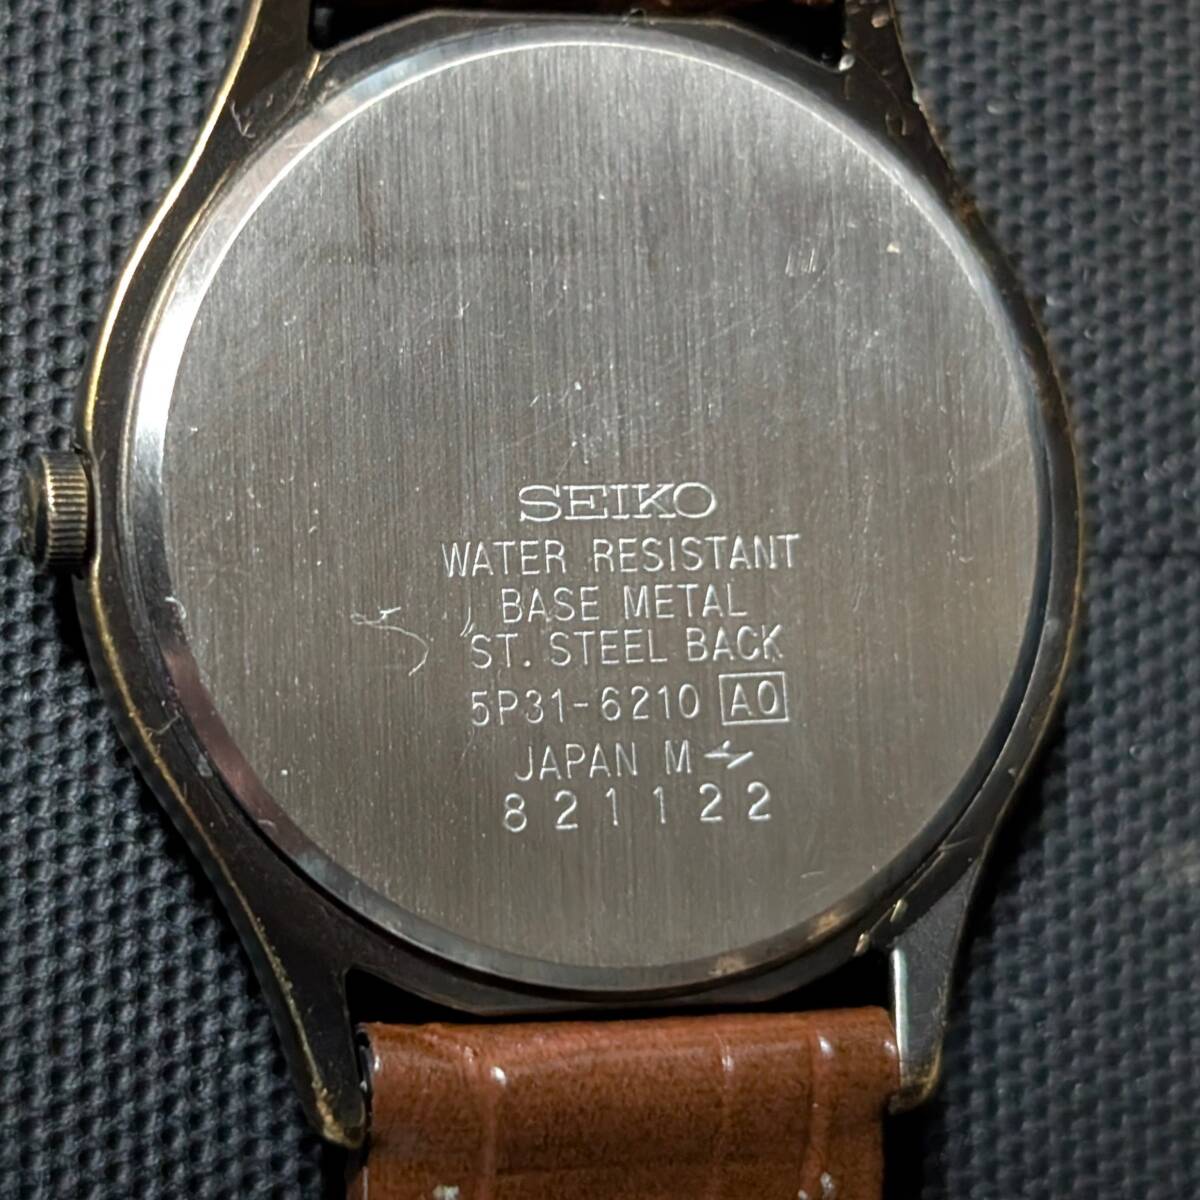 SEIKO
WATER RESISTANT
BASE METAL
ST. STEEL BACK
5P31-6210 A0
JAPAN M
821122